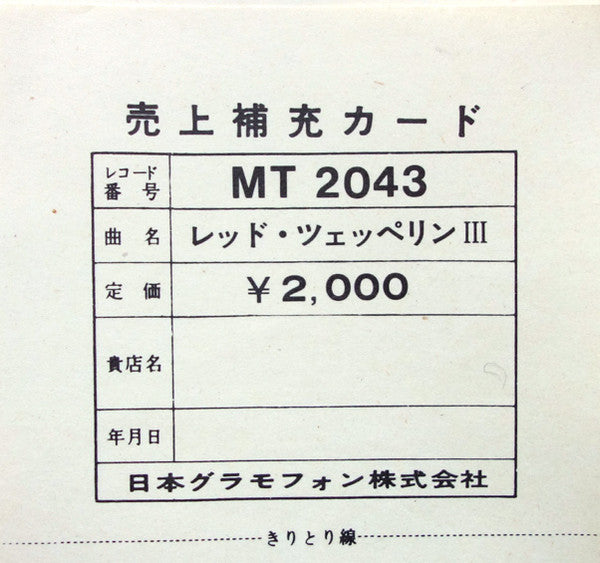 売上補充カード
レコード番号 MT 2043
曲名 レッド・ツェッペリンIII
定価 ¥2,000
貴店名
年月日
日本グラモフォン株式会社
きりとり線